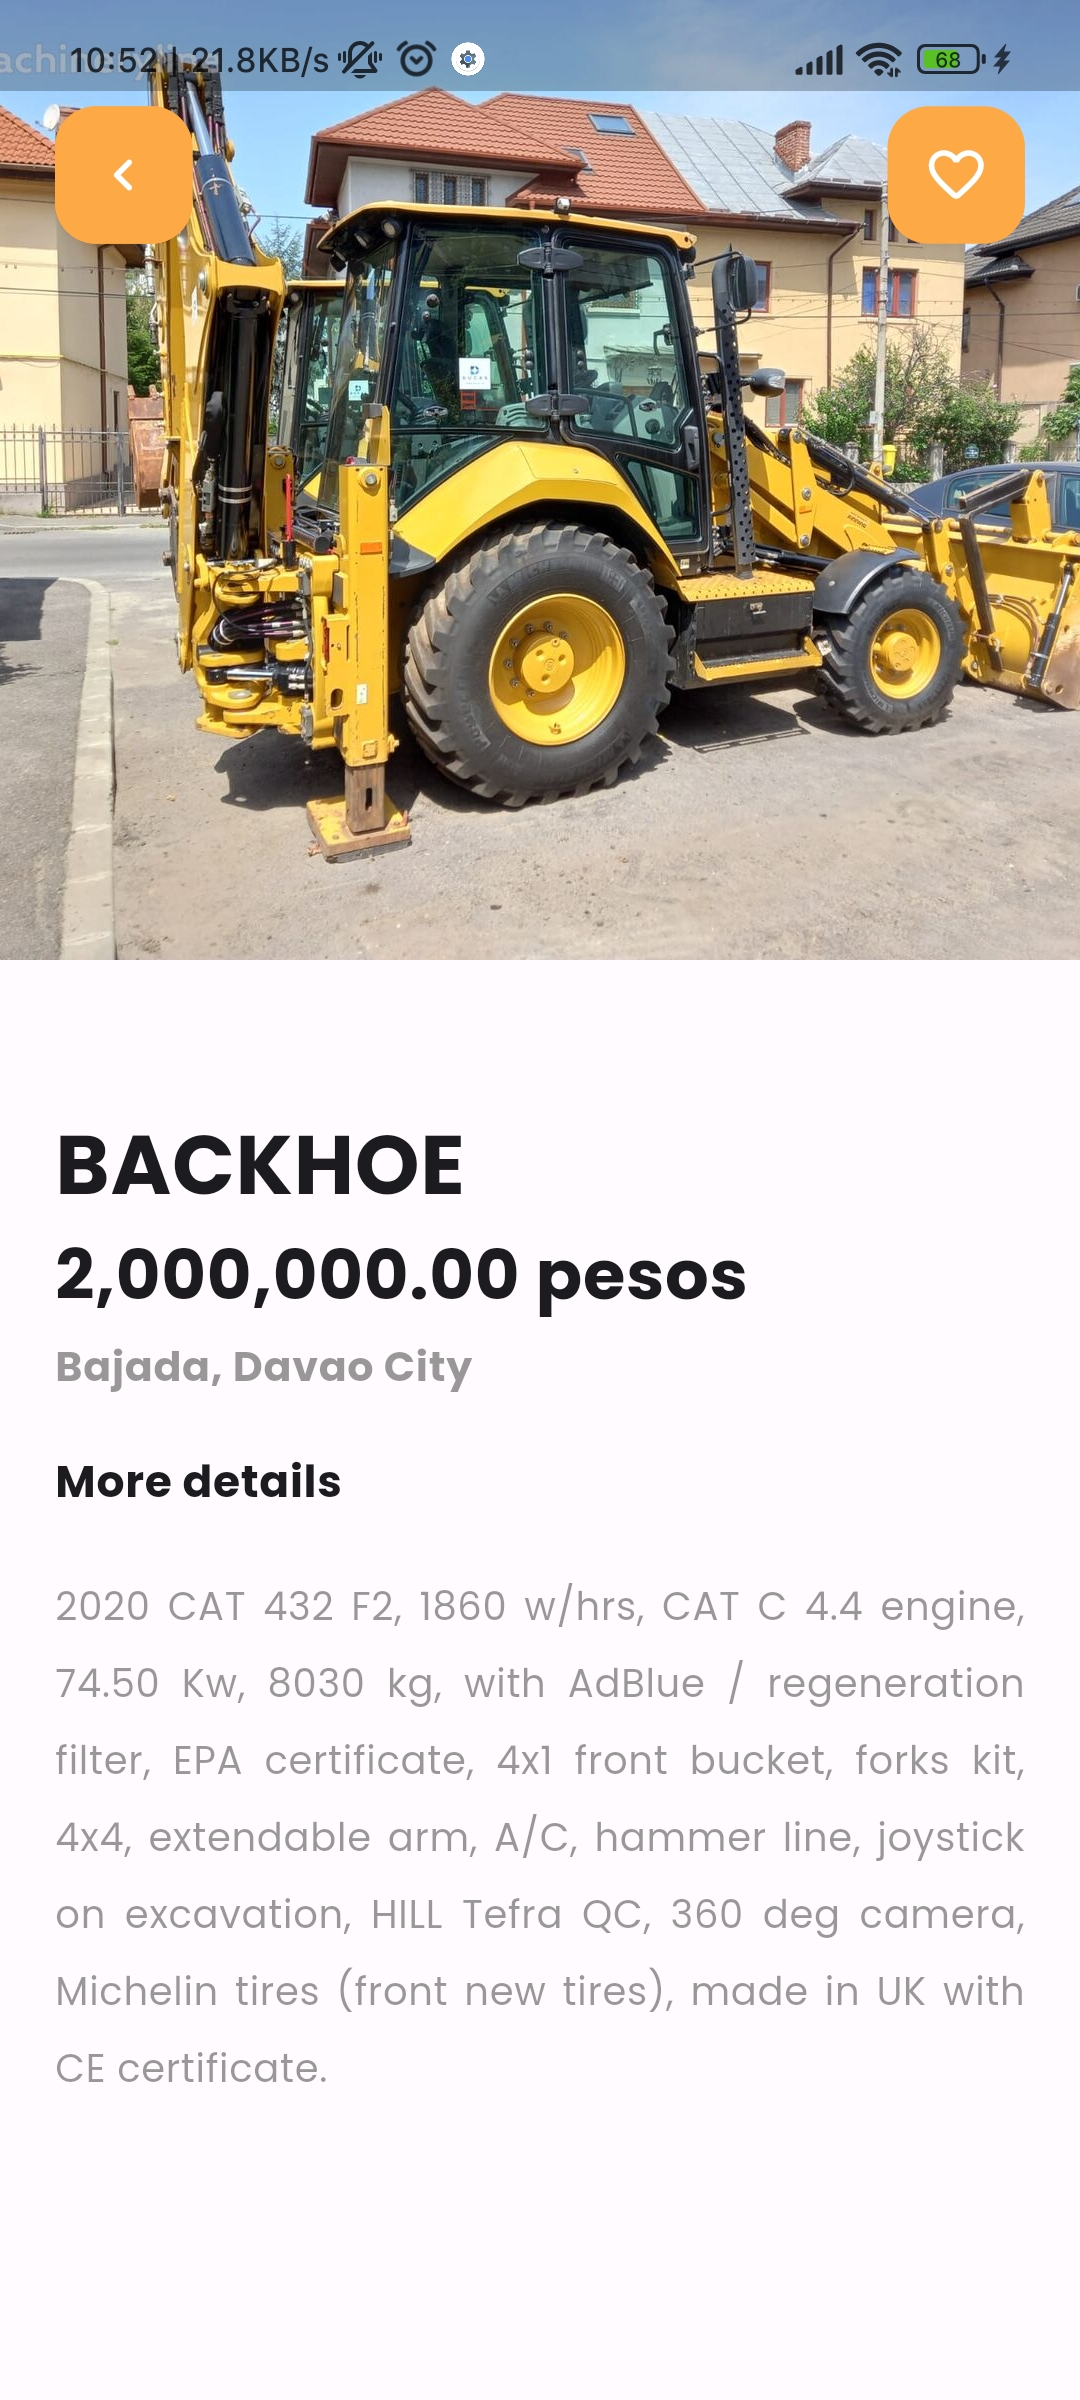 10:52 | 21.8KB/s
68
BACKHOE
2,000,000.00 pesos
Bajada, Davao City
More details
2020 CAT 432 F2, 1860 w/hrs, CAT C 4.4 engine,
74.50 Kw, 8030 kg, with AdBlue / regeneration
filter, EPA certificate, 4x1 front bucket, forks kit,
4x4, extendable arm, A/C, hammer line, joystick
on excavation, HILL Tefra QC, 360 deg camera,
Michelin tires (front new tires), made in UK with
CE certificate.